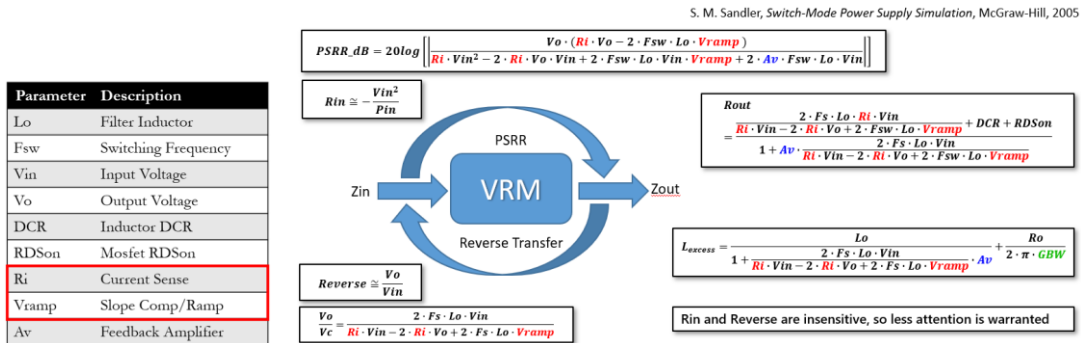 S. M. Sandler, Switch-Mode Power Supply Simulation, McGraw-Hill, 2005
PSRR_dB = 20log [|Vo · (Ri · Vo − 2 · Fsw · Lo · Vramp) / Ri · Vin² − 2 · Ri · Vo · Vin + 2 · Fsw · Lo · Vin · Vramp + 2 · Av · Fsw · Lo · Vin|]
Parameter Description
Lo Filter Inductor
Fsw Switching Frequency
Vin Input Voltage
Vo Output Voltage
DCR Inductor DCR
RDSon Mosfet RDSon
Ri Current Sense
Vramp Slope Comp/Ramp
Av Feedback Amplifier
Rin ≅ − Vin² / Pin
PSRR
Zin
VRM
Zout
Reverse Transfer
Reverse ≅ Vo / Vin
Vo / Vc = 2 · Fs · Lo · Vin / Ri · Vin − 2 · Ri · Vo + 2 · Fs · Lo · Vramp
Rout
= (2 · Fs · Lo · Ri · Vin / Ri · Vin − 2 · Ri · Vo + 2 · Fsw · Lo · Vramp + DCR + RDSon) / (1 + Av · 2 · Fs · Lo · Vin / Ri · Vin − 2 · Ri · Vo + 2 · Fsw · Lo · Vramp)
Lexcess = Lo / (1 + 2 · Fs · Lo · Vin / Ri · Vin − 2 · Ri · Vo + 2 · Fs · Lo · Vramp · Av) + Ro / 2 · π · GBW
Rin and Reverse are insensitive, so less attention is warranted